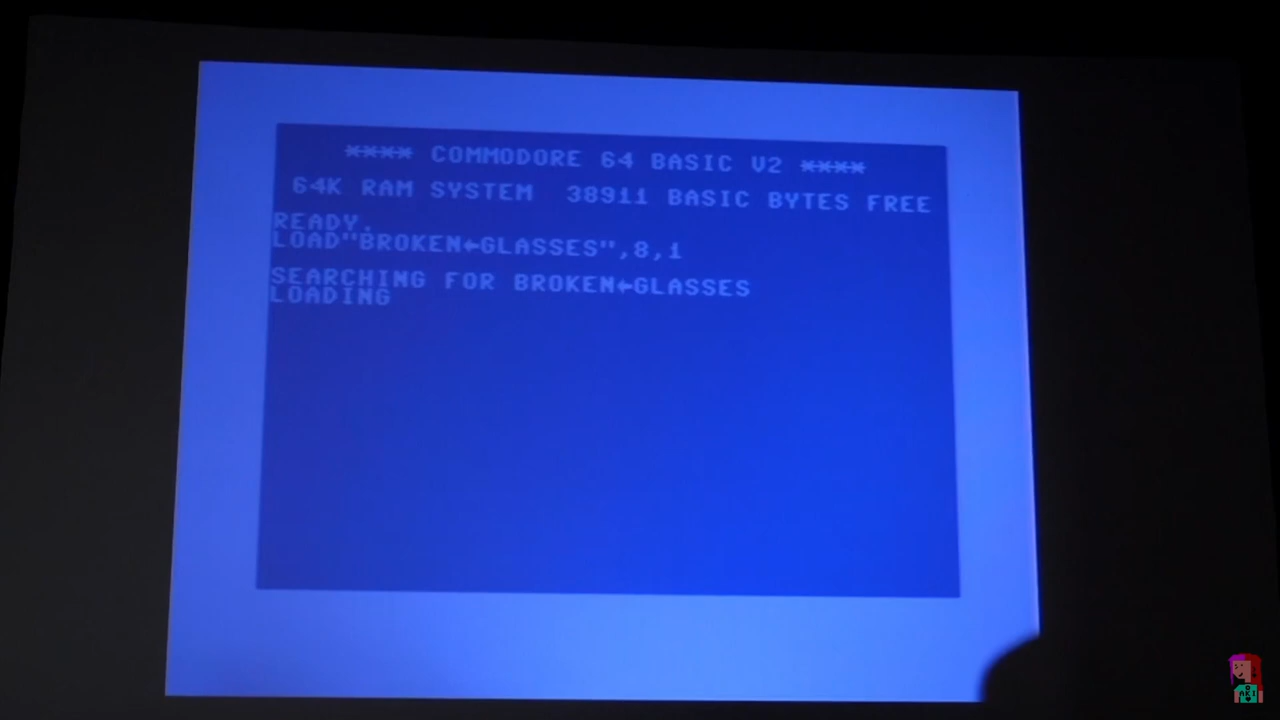 **** COMMODORE 64 BASIC V2 ****
64K RAM SYSTEM  38911 BASIC BYTES FREE
READY.
LOAD"BROKEN←GLASSES",8,1
SEARCHING FOR BROKEN←GLASSES
LOADING
AKI